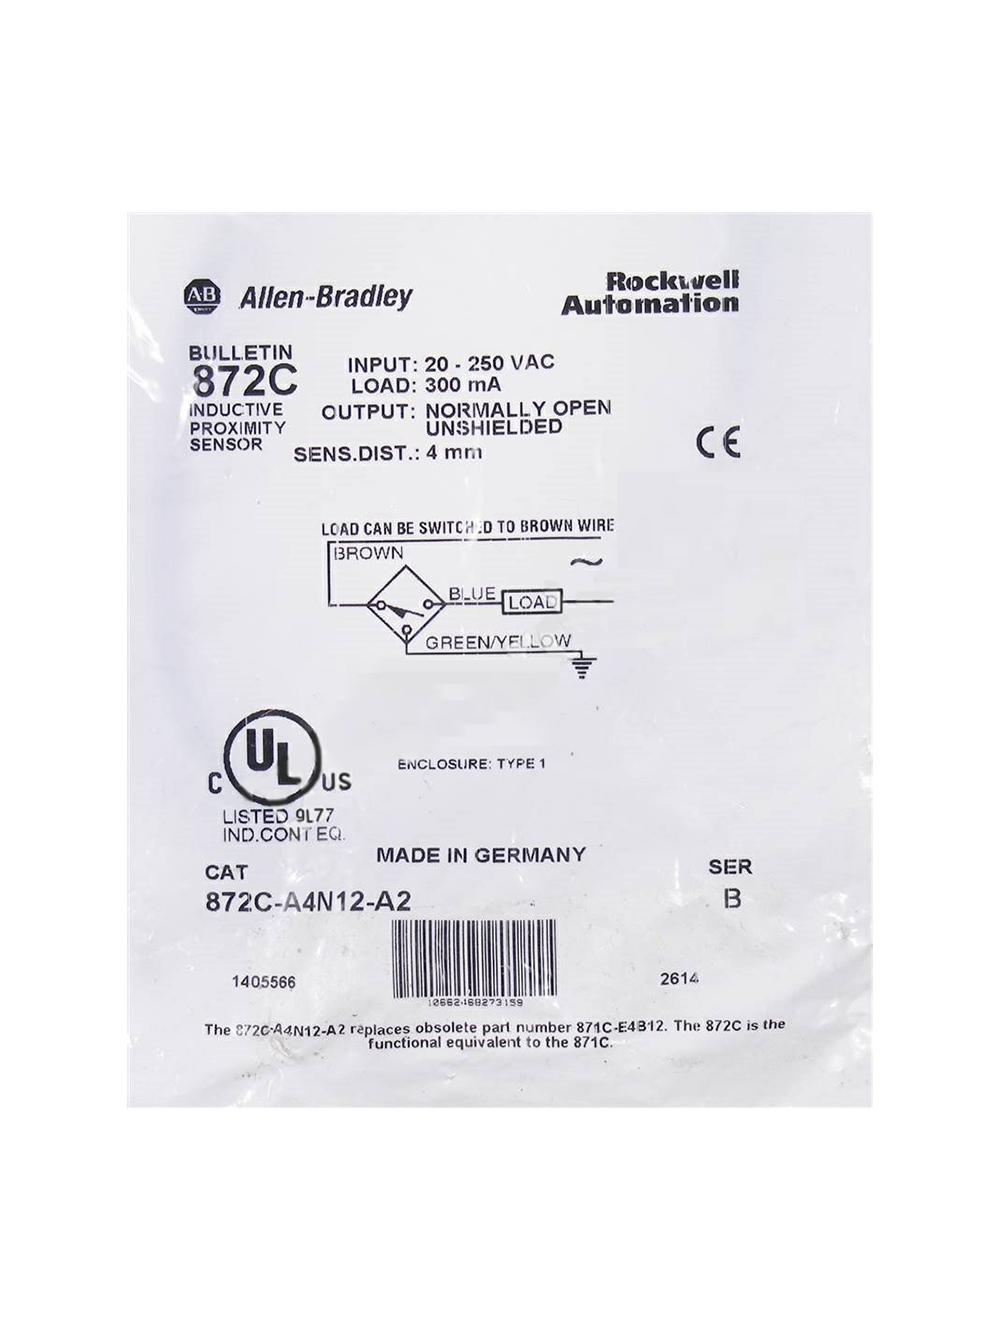 A-B Allen-Bradley
Rockwell
Automation
BULLETIN
872C
INDUCTIVE
PROXIMITY
SENSOR
INPUT: 20 - 250 VAC
LOAD: 300 mA
OUTPUT: NORMALLY OPEN
UNSHIELDED
SENS.DIST.: 4 mm
CE
LOAD CAN BE SWITCHED TO BROWN WIRE
BROWN
~
BLUE
LOAD
GREEN/YELLOW
C UL US
LISTED 9L77
IND.CONT EQ.
ENCLOSURE: TYPE 1
MADE IN GERMANY
CAT
872C-A4N12-A2
SER
B
1405566
10662468273159
2614
The 872C-A4N12-A2 replaces obsolete part number 871C-E4B12. The 872C is the
functional equivalent to the 871C.